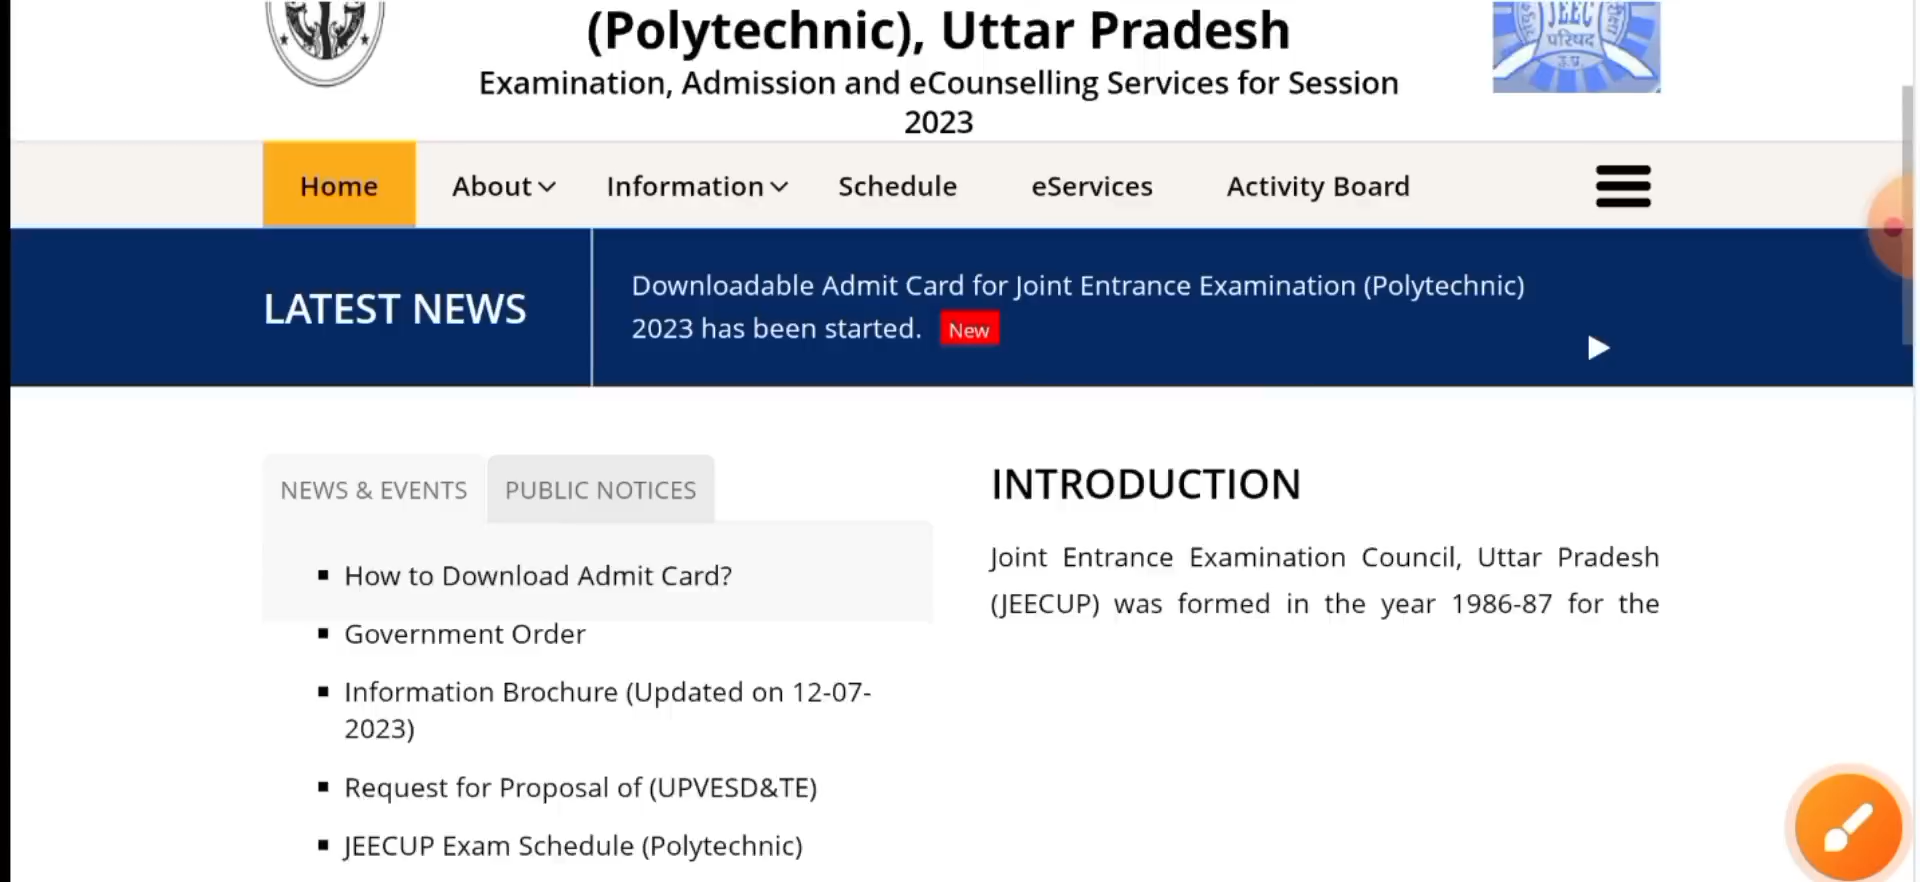 (Polytechnic), Uttar Pradesh
Examination, Admission and eCounselling Services for Session
2023
JEEC
परिषद
उ.प्र.
Home
About
Information
Schedule
eServices
Activity Board
LATEST NEWS
Downloadable Admit Card for Joint Entrance Examination (Polytechnic)
2023 has been started. New
NEWS & EVENTS
PUBLIC NOTICES
How to Download Admit Card?
Government Order
Information Brochure (Updated on 12-07-
2023)
Request for Proposal of (UPVESD&TE)
JEECUP Exam Schedule (Polytechnic)
INTRODUCTION
Joint Entrance Examination Council, Uttar Pradesh
(JEECUP) was formed in the year 1986-87 for the